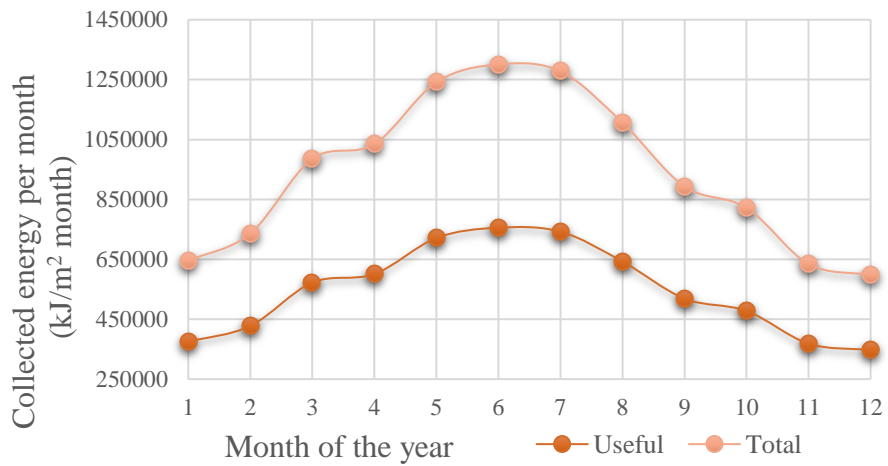 Collected energy per month
(kJ/m² month)
1450000
1250000
1050000
850000
650000
450000
250000
1 2 3 4 5 6 7 8 9 10 11 12
Month of the year
Useful Total